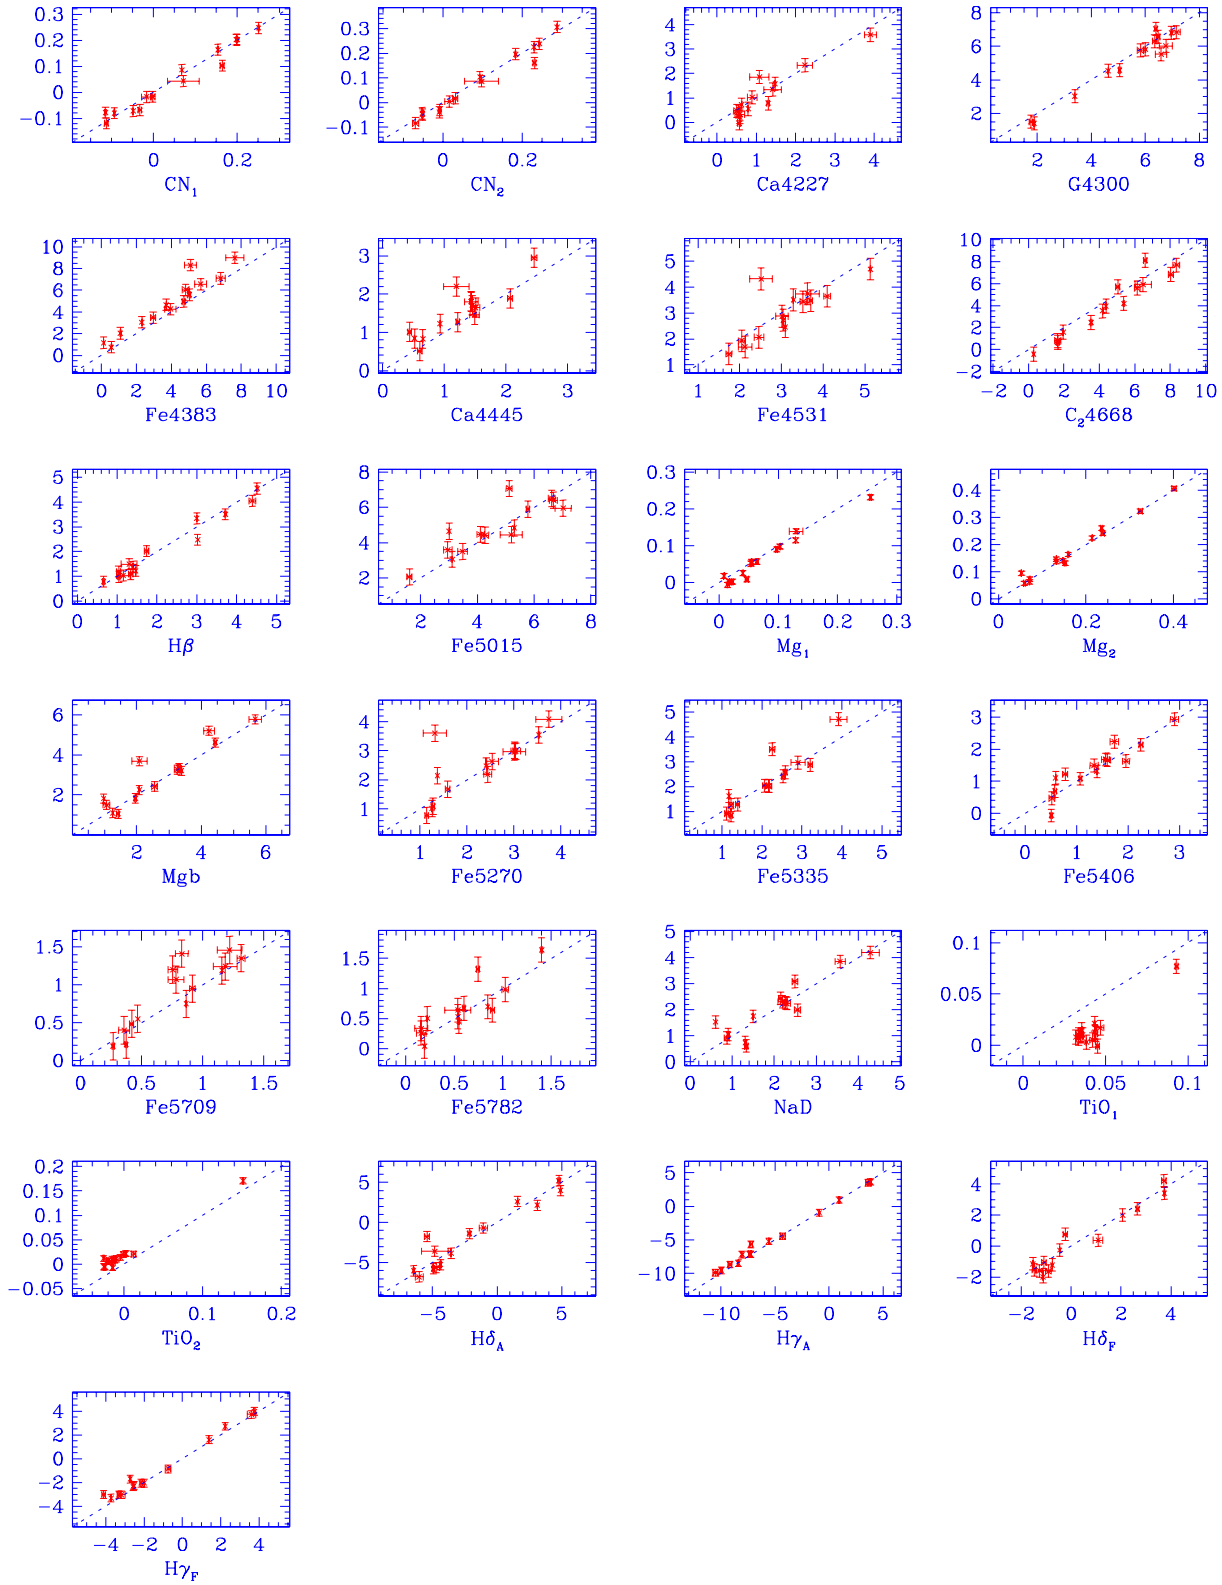 0.3 0.3 4 8
0.2 0.2 3 6
0.1 0.1 2 4
0 0 1 2
−0.1 −0.1 0
0 0.2 0 0.2 0 1 2 3 4 2 4 6 8
CN₁ CN₂ Ca4227 G4300
10 3 5 10
8 2 4 8
6 1 3 6
4 0 2 4
2 1 2
0 0
−2
0 2 4 6 8 10 0 1 2 3 1 2 3 4 5 −2 0 2 4 6 8 10
Fe4383 Ca4445 Fe4531 C₂4668
5 8 0.3 0.4
4 6 0.2 0.3
3 4 0.1 0.2
2 2 0 0.1
1 0
0
0 1 2 3 4 5 2 4 6 8 0 0.1 0.2 0.3 0 0.2 0.4
Hβ Fe5015 Mg₁ Mg₂
6 4 5 3
4 3 4 2
2 2 3 1
1 2 0
1
2 4 6 1 2 3 4 1 2 3 4 5 0 1 2 3
Mgb Fe5270 Fe5335 Fe5406
1.5 1.5 5 0.1
1 1 4 0.05
0.5 0.5 3 0
0 0 2
1
0
0 0.5 1 1.5 0 0.5 1 1.5 0 1 2 3 4 5 0 0.05 0.1
Fe5709 Fe5782 NaD TiO₁
0.2 5 5 4
0.15 0 0 2
0.1 −5 −5 0
0.05 −10 −2
0
−0.05
0 0.1 0.2 −5 0 5 −10 −5 0 5 −2 0 2 4
TiO₂ Hδ_A Hγ_A Hδ_F
4
2
0
−2
−4
−4 −2 0 2 4
Hγ_F